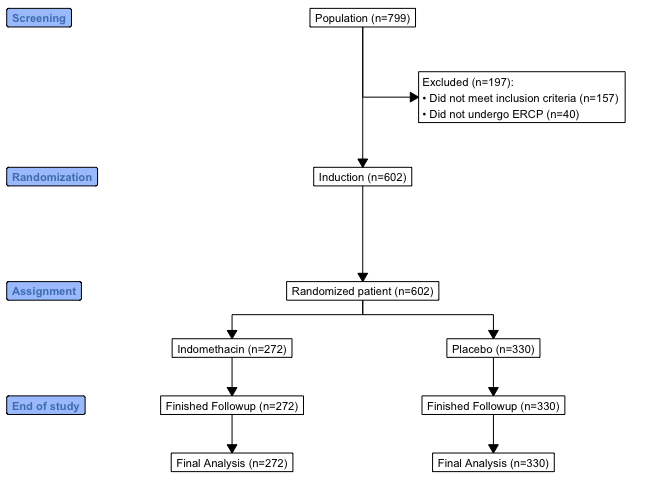 Screening
Population (n=799)
Excluded (n=197):
• Did not meet inclusion criteria (n=157)
• Did not undergo ERCP (n=40)
Randomization
Induction (n=602)
Assignment
Randomized patient (n=602)
Indomethacin (n=272)
Placebo (n=330)
End of study
Finished Followup (n=272)
Finished Followup (n=330)
Final Analysis (n=272)
Final Analysis (n=330)